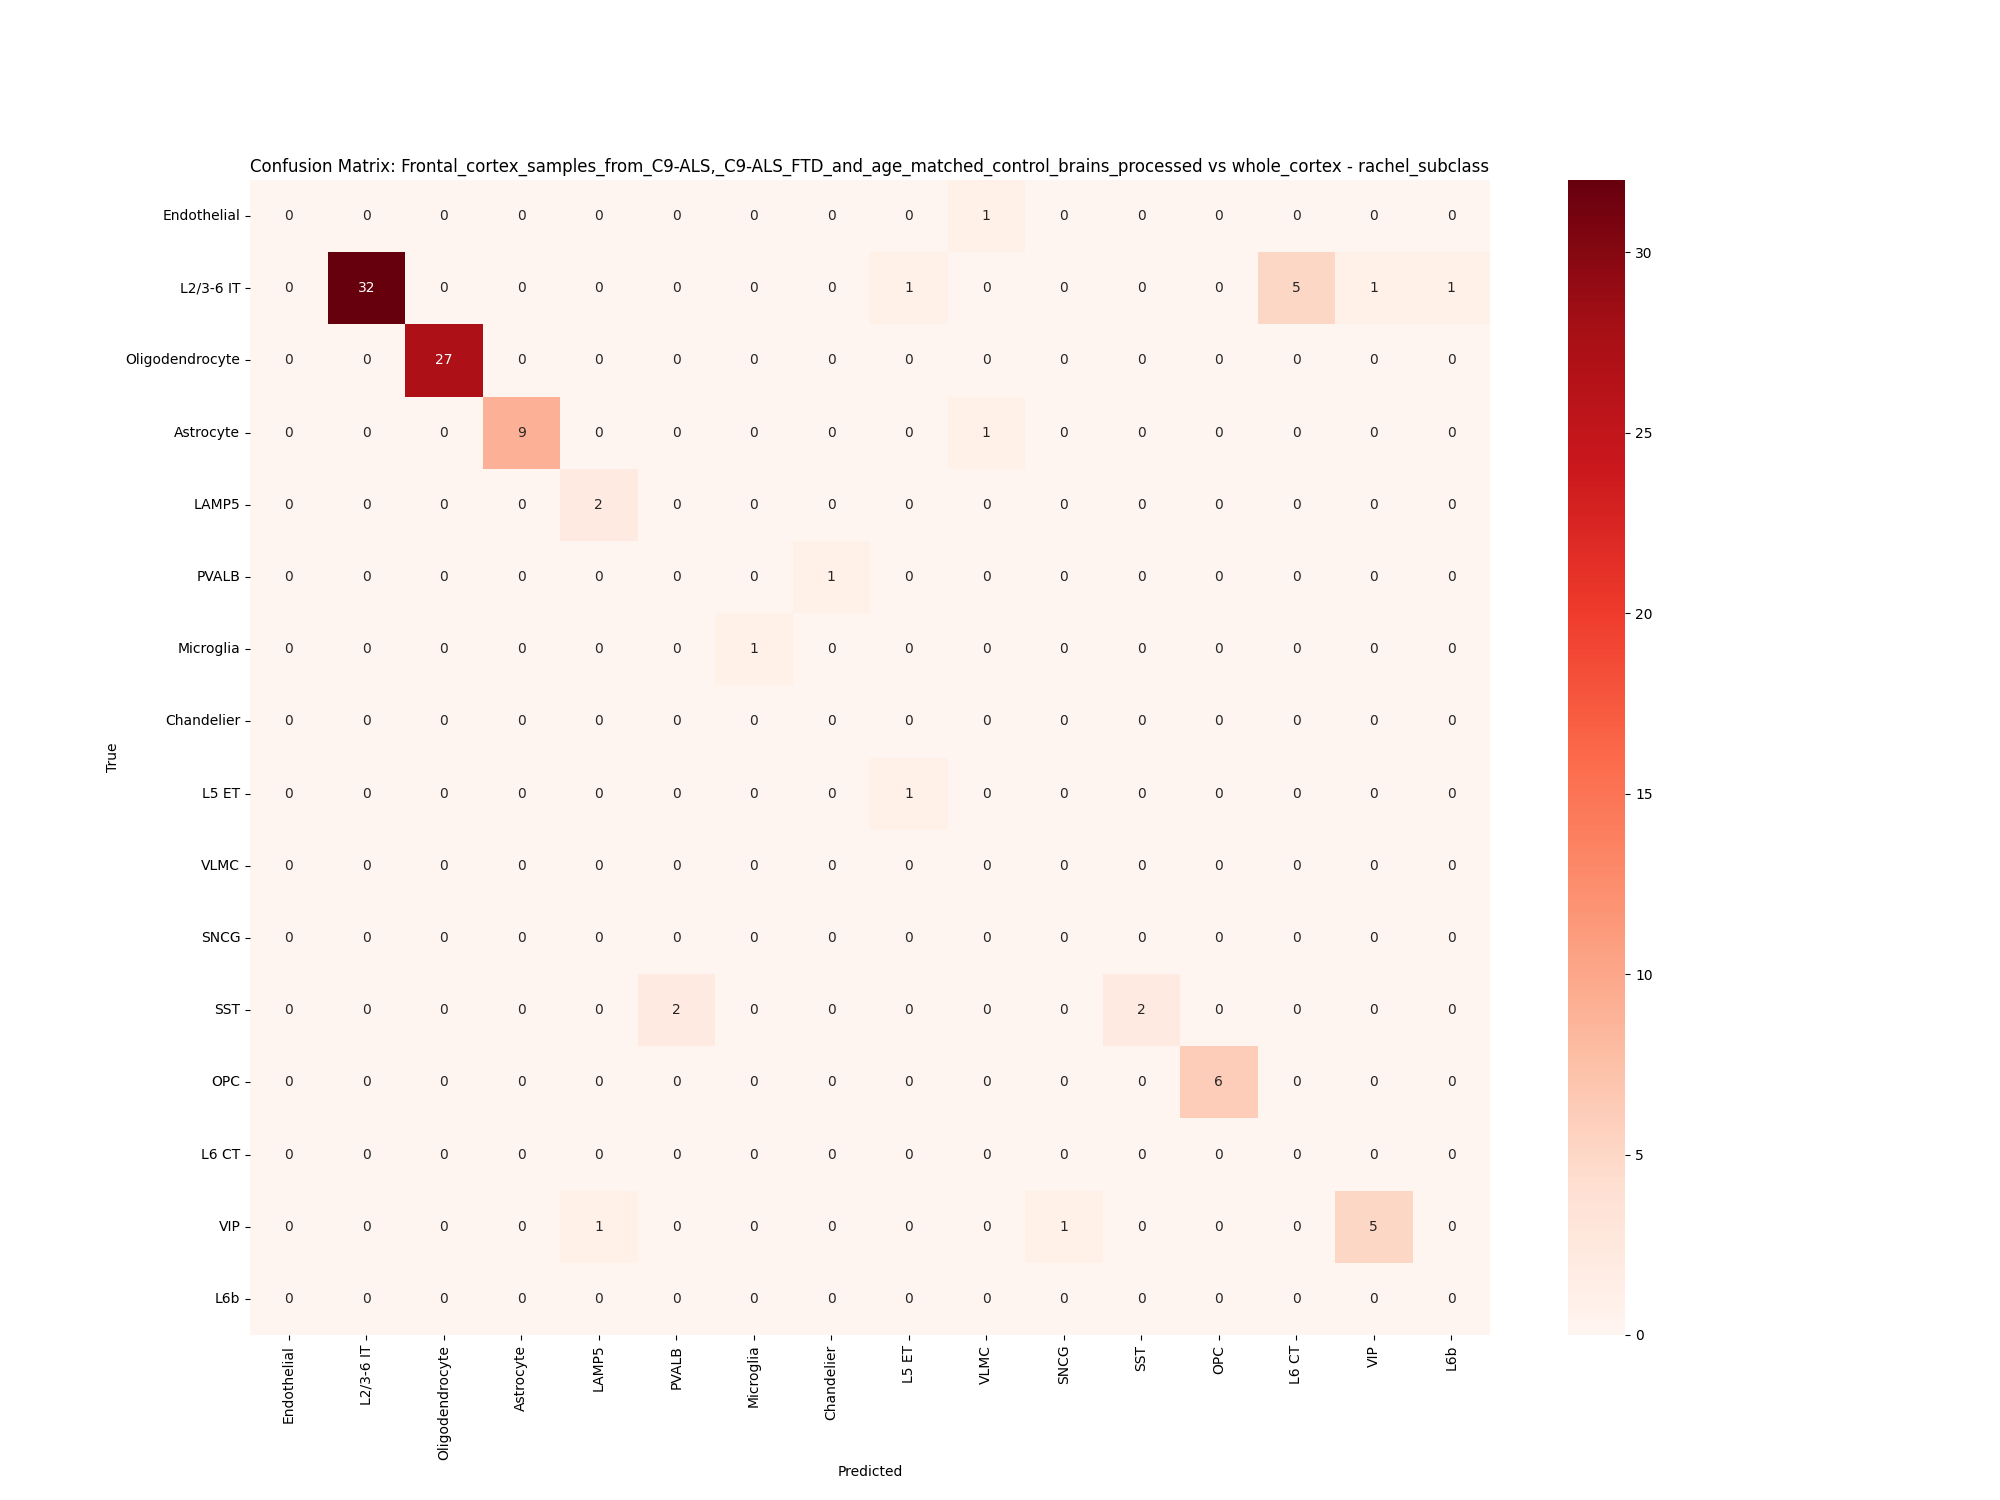 Confusion Matrix: Frontal_cortex_samples_from_C9-ALS,_C9-ALS_FTD_and_age_matched_control_brains_processed vs whole_cortex - rachel_subclass
Endothelial 0 0 0 0 0 0 0 0 0 1 0 0 0 0 0 0
L2/3-6 IT 0 32 0 0 0 0 0 0 1 0 0 0 0 5 1 1
Oligodendrocyte 0 0 27 0 0 0 0 0 0 0 0 0 0 0 0 0
Astrocyte 0 0 0 9 0 0 0 0 0 1 0 0 0 0 0 0
LAMP5 0 0 0 0 2 0 0 0 0 0 0 0 0 0 0 0
PVALB 0 0 0 0 0 0 0 1 0 0 0 0 0 0 0 0
Microglia 0 0 0 0 0 0 1 0 0 0 0 0 0 0 0 0
Chandelier 0 0 0 0 0 0 0 0 0 0 0 0 0 0 0 0
L5 ET 0 0 0 0 0 0 0 0 1 0 0 0 0 0 0 0
VLMC 0 0 0 0 0 0 0 0 0 0 0 0 0 0 0 0
SNCG 0 0 0 0 0 0 0 0 0 0 0 0 0 0 0 0
SST 0 0 0 0 0 2 0 0 0 0 0 2 0 0 0 0
OPC 0 0 0 0 0 0 0 0 0 0 0 0 6 0 0 0
L6 CT 0 0 0 0 0 0 0 0 0 0 0 0 0 0 0 0
VIP 0 0 0 0 1 0 0 0 0 0 1 0 0 0 5 0
L6b 0 0 0 0 0 0 0 0 0 0 0 0 0 0 0 0
True
Endothelial
L2/3-6 IT
Oligodendrocyte
Astrocyte
LAMP5
PVALB
Microglia
Chandelier
L5 ET
VLMC
SNCG
SST
OPC
L6 CT
VIP
L6b
Predicted
30
25
20
15
10
5
0